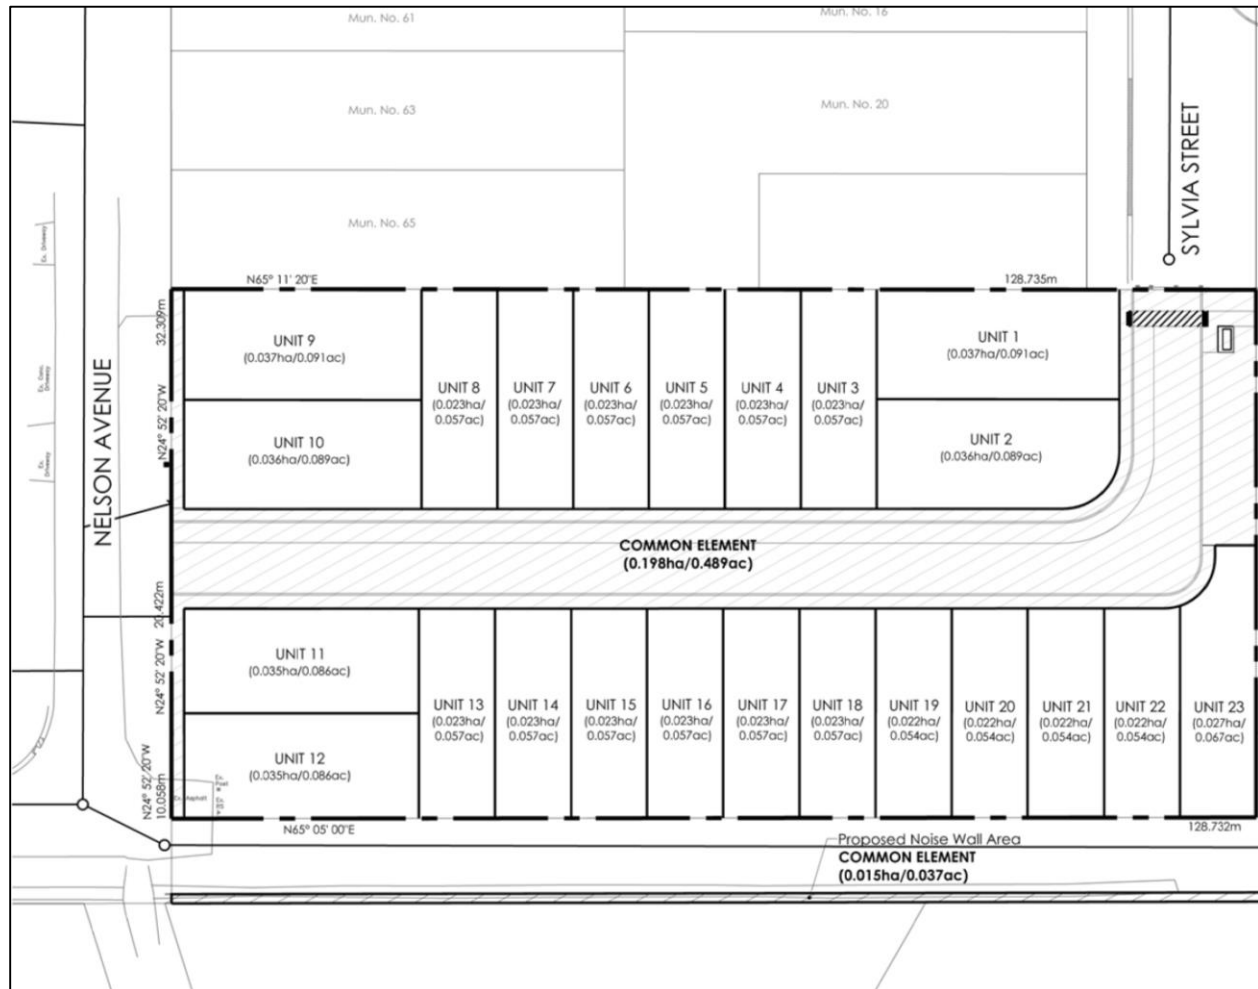 Mun. No. 61
Mun. No. 16
Mun. No. 63
Mun. No. 20
Mun. No. 65
SYLVIA STREET
NELSON AVENUE
Ex. Driveway
Ex. Conc. Driveway
Ex. Driveway
N65° 11' 20"E
128.735m
32.309m
N24° 52' 20"W
UNIT 9
(0.037ha/0.091ac)
UNIT 10
(0.036ha/0.089ac)
UNIT 8
(0.023ha/
0.057ac)
UNIT 7
(0.023ha/
0.057ac)
UNIT 6
(0.023ha/
0.057ac)
UNIT 5
(0.023ha/
0.057ac)
UNIT 4
(0.023ha/
0.057ac)
UNIT 3
(0.023ha/
0.057ac)
UNIT 1
(0.037ha/0.091ac)
UNIT 2
(0.036ha/0.089ac)
COMMON ELEMENT
(0.198ha/0.489ac)
20.422m
N24° 52' 20"W
UNIT 11
(0.035ha/0.086ac)
UNIT 12
(0.035ha/0.086ac)
UNIT 13
(0.023ha/
0.057ac)
UNIT 14
(0.023ha/
0.057ac)
UNIT 15
(0.023ha/
0.057ac)
UNIT 16
(0.023ha/
0.057ac)
UNIT 17
(0.023ha/
0.057ac)
UNIT 18
(0.023ha/
0.057ac)
UNIT 19
(0.022ha/
0.054ac)
UNIT 20
(0.022ha/
0.054ac)
UNIT 21
(0.022ha/
0.054ac)
UNIT 22
(0.022ha/
0.054ac)
UNIT 23
(0.027ha/
0.067ac)
N24° 52' 20"W
10.058m
Ex. Asphalt
N65° 05' 00"E
128.732m
Proposed Noise Wall Area
COMMON ELEMENT
(0.015ha/0.037ac)